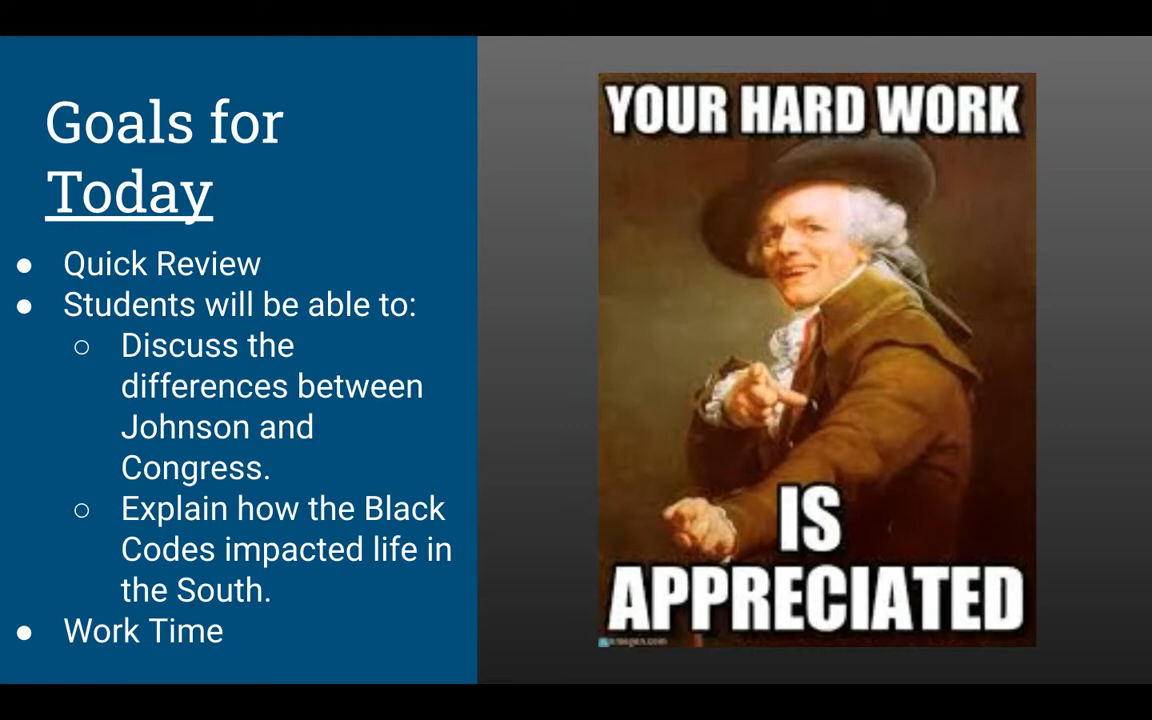 Goals for
Today
● Quick Review
● Students will be able to:
○ Discuss the
differences between
Johnson and
Congress.
○ Explain how the Black
Codes impacted life in
the South.
● Work Time
YOUR HARD WORK
IS
APPRECIATED